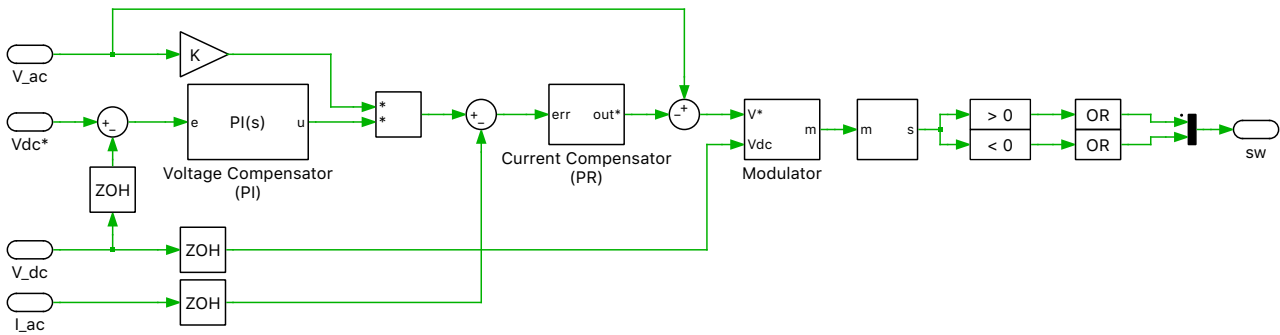 V_ac
K
Vdc*
+
−
e
PI(s)
u
Voltage Compensator
(PI)
*
*
+
−
err
out*
Current Compensator
(PR)
−
+
V*
m
Vdc
Modulator
m
s
> 0
OR
< 0
OR
sw
ZOH
V_dc
ZOH
I_ac
ZOH